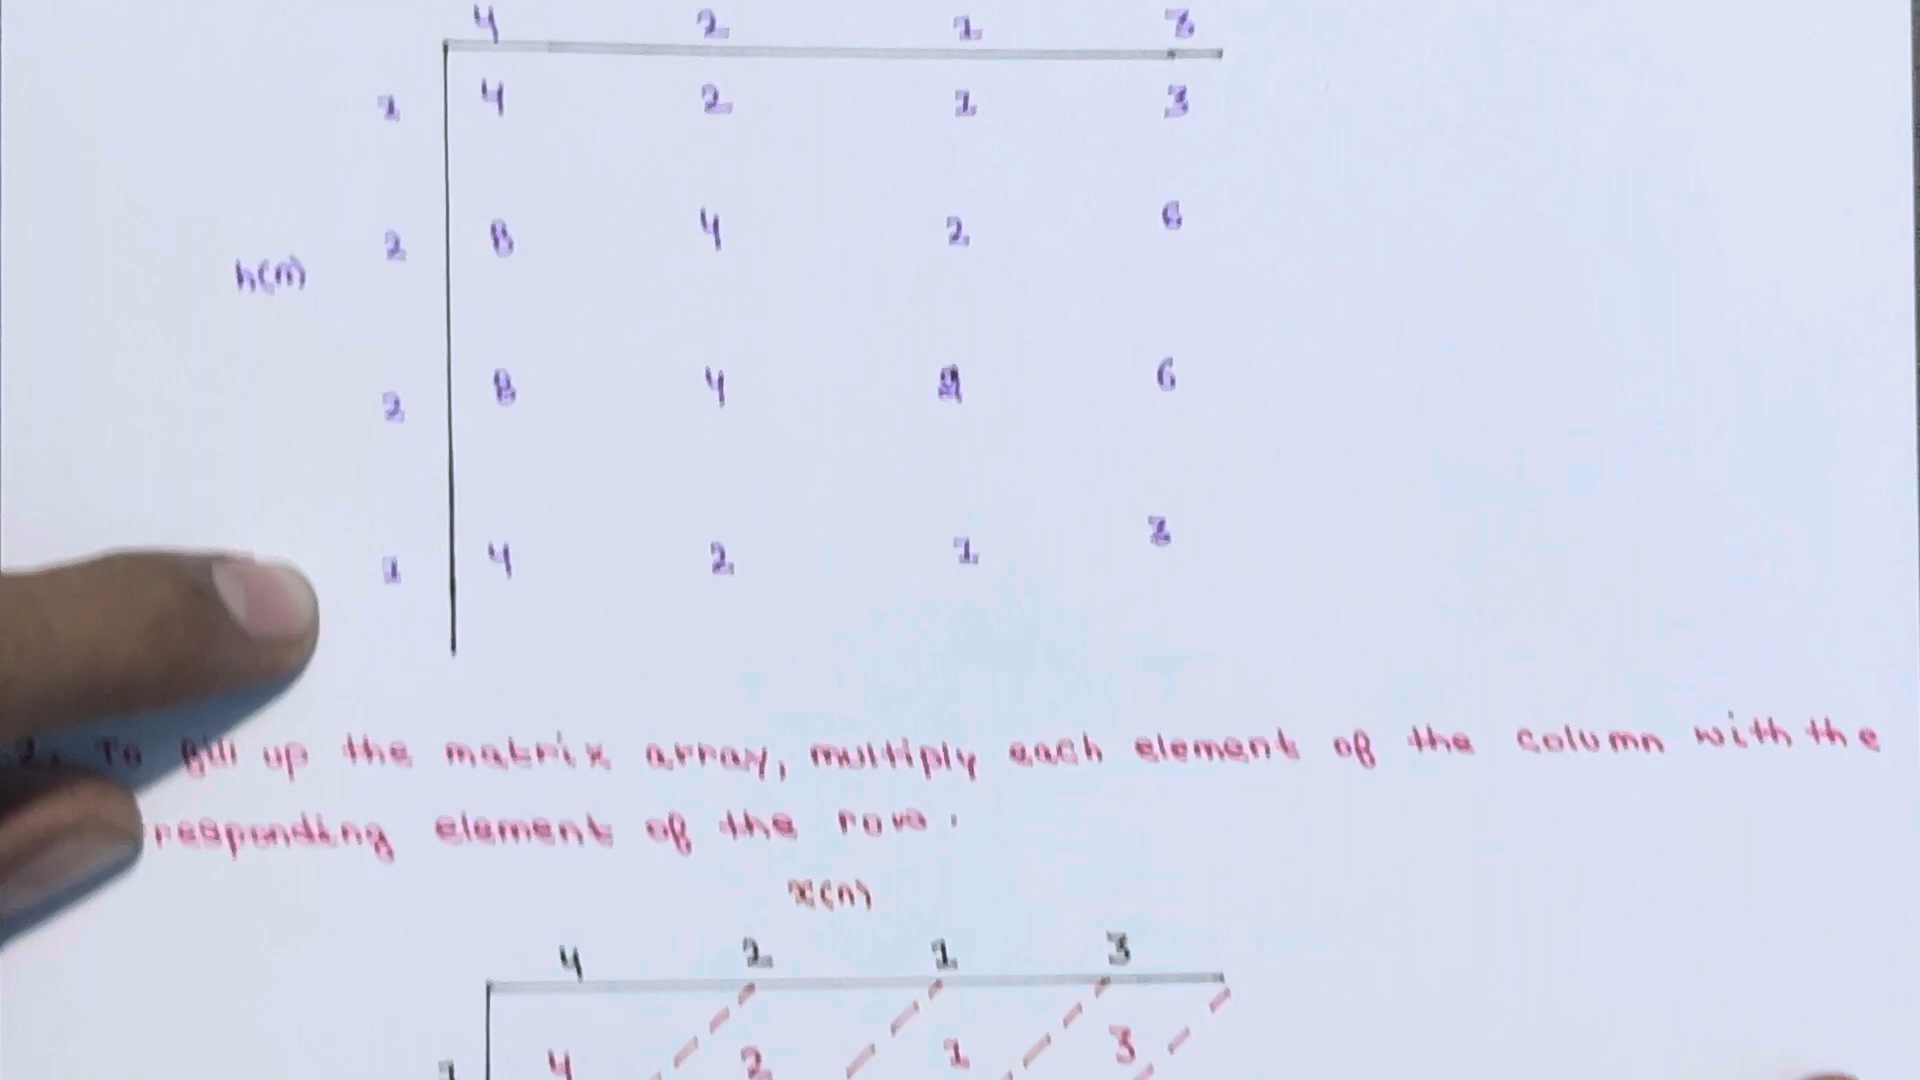 4 2 1 3
1 4 2 1 3
2 8 4 2 6
h(n)
2 8 4 6
1 4 2 1 3
2. To fill up the matrix array, multiply each element of the column with the
responding element of the row.
x(n)
4 2 1 3
4 2 1 3